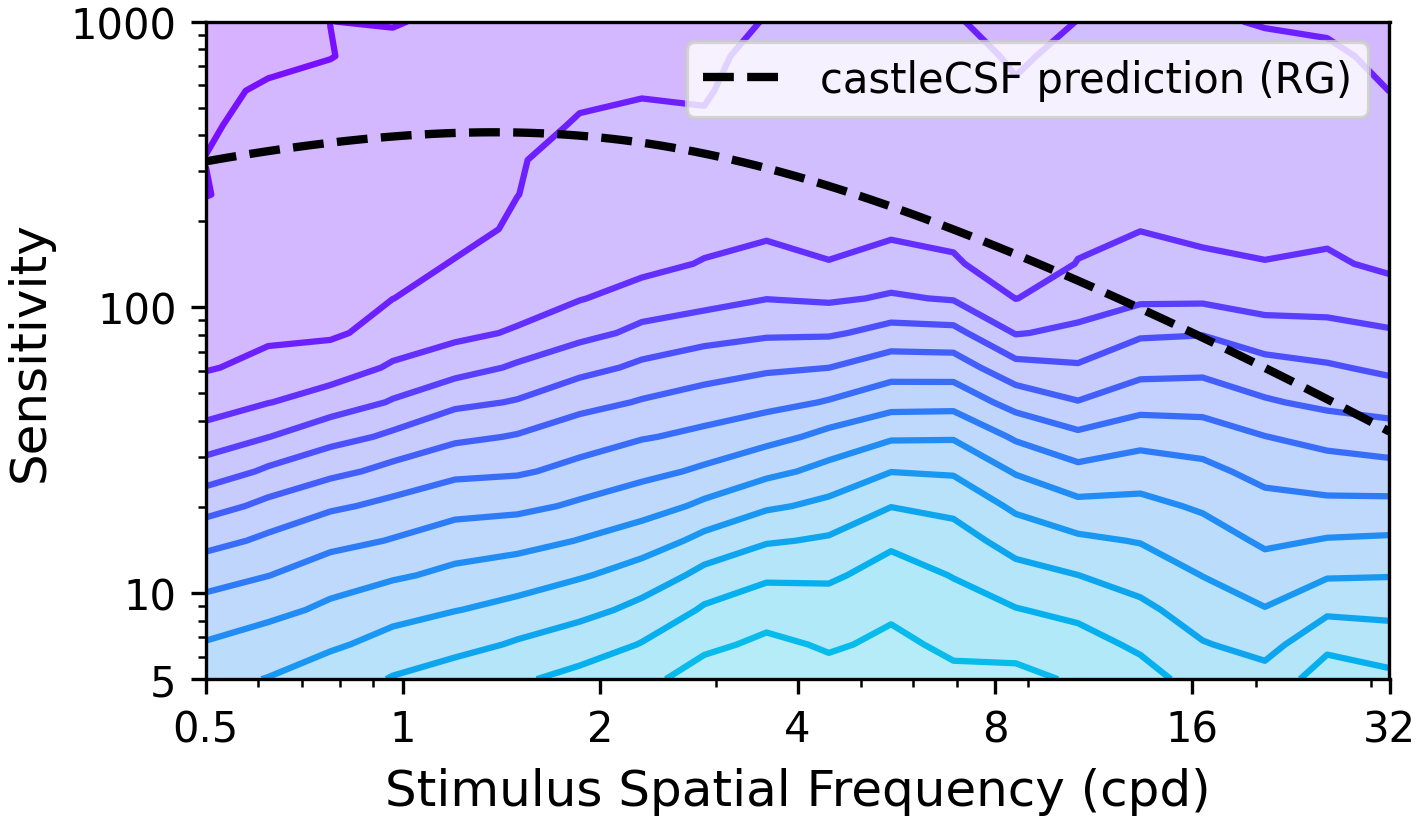 1000
castleCSF prediction (RG)
100
Sensitivity
10
5
0.5 1 2 4 8 16 32
Stimulus Spatial Frequency (cpd)